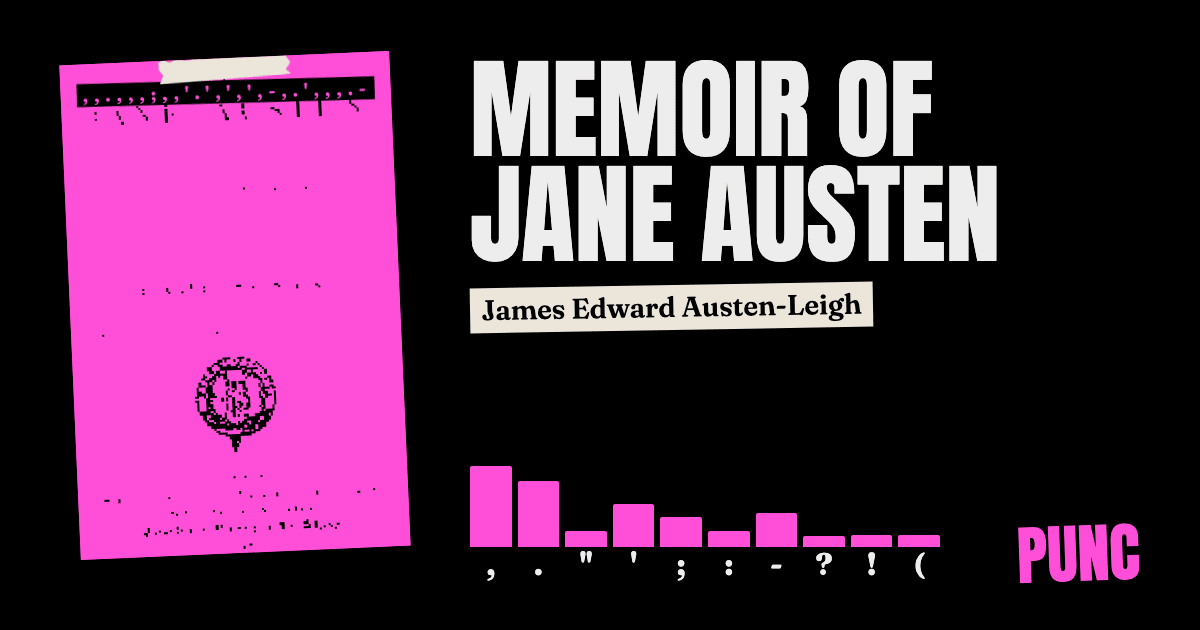 ,,.,,,;,,'.',',',-,.',,,.-
MEMOIR OF
JANE AUSTEN
James Edward Austen-Leigh
, . " ' ; : - ? ! (
PUNC